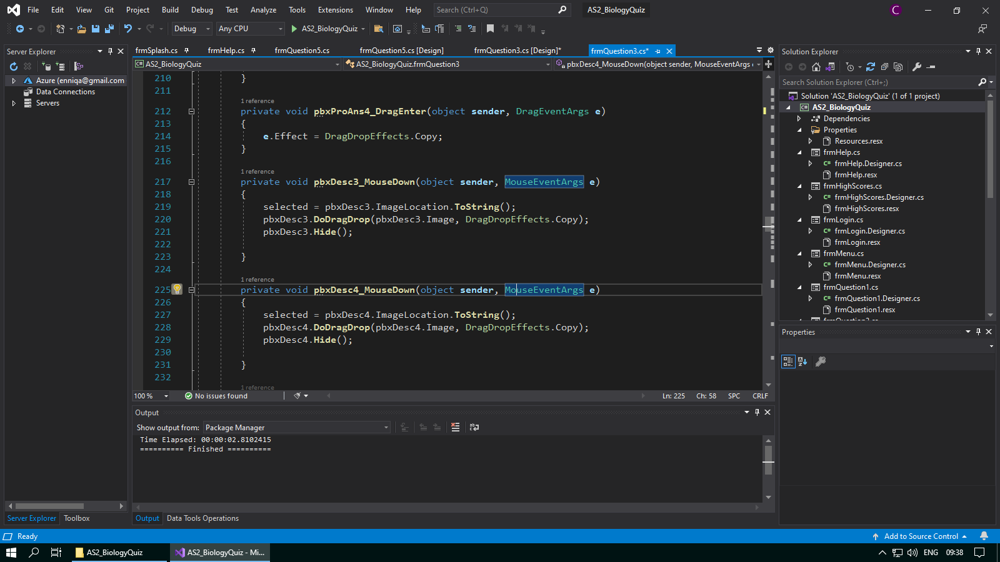 File Edit View Git Project Build Debug Test Analyze Tools Extensions Window Help Search (Ctrl+Q) AS2_BiologyQuiz C
Debug Any CPU AS2_BiologyQuiz
Server Explorer
Azure (enniqa@gmail.com
Data Connections
Servers
Server Explorer Toolbox
frmSplash.cs frmHelp.cs frmQuestion5.cs frmQuestion5.cs [Design] frmQuestion3.cs [Design]* frmQuestion3.cs*
AS2_BiologyQuiz AS2_BiologyQuiz.frmQuestion3 pbxDesc4_MouseDown(object sender, MouseEventArgs
210 }
211
1 reference
212 private void pbxProAns4_DragEnter(object sender, DragEventArgs e)
213 {
214 e.Effect = DragDropEffects.Copy;
215 }
216
1 reference
217 private void pbxDesc3_MouseDown(object sender, MouseEventArgs e)
218 {
219 selected = pbxDesc3.ImageLocation.ToString();
220 pbxDesc3.DoDragDrop(pbxDesc3.Image, DragDropEffects.Copy);
221 pbxDesc3.Hide();
222
223 }
224
1 reference
225 private void pbxDesc4_MouseDown(object sender, MouseEventArgs e)
226 {
227 selected = pbxDesc4.ImageLocation.ToString();
228 pbxDesc4.DoDragDrop(pbxDesc4.Image, DragDropEffects.Copy);
229 pbxDesc4.Hide();
230
231 }
232
1 reference
100 % No issues found Ln: 225 Ch: 58 SPC CRLF
Output
Show output from: Package Manager
Time Elapsed: 00:00:02.8102415
========== Finished ==========
Output Data Tools Operations
Solution Explorer
Search Solution Explorer (Ctrl+;)
Solution 'AS2_BiologyQuiz' (1 of 1 project)
C# AS2_BiologyQuiz
Dependencies
Properties
Resources.resx
frmHelp.cs
C# frmHelp.Designer.cs
frmHelp.resx
frmHighScores.cs
C# frmHighScores.Designer.cs
frmHighScores.resx
frmLogin.cs
C# frmLogin.Designer.cs
frmLogin.resx
frmMenu.cs
C# frmMenu.Designer.cs
frmMenu.resx
frmQuestion1.cs
C# frmQuestion1.Designer.cs
frmQuestion1.resx
Properties
Ready Add to Source Control
AS2_BiologyQuiz AS2_BiologyQuiz - Mi... ENG 09:38